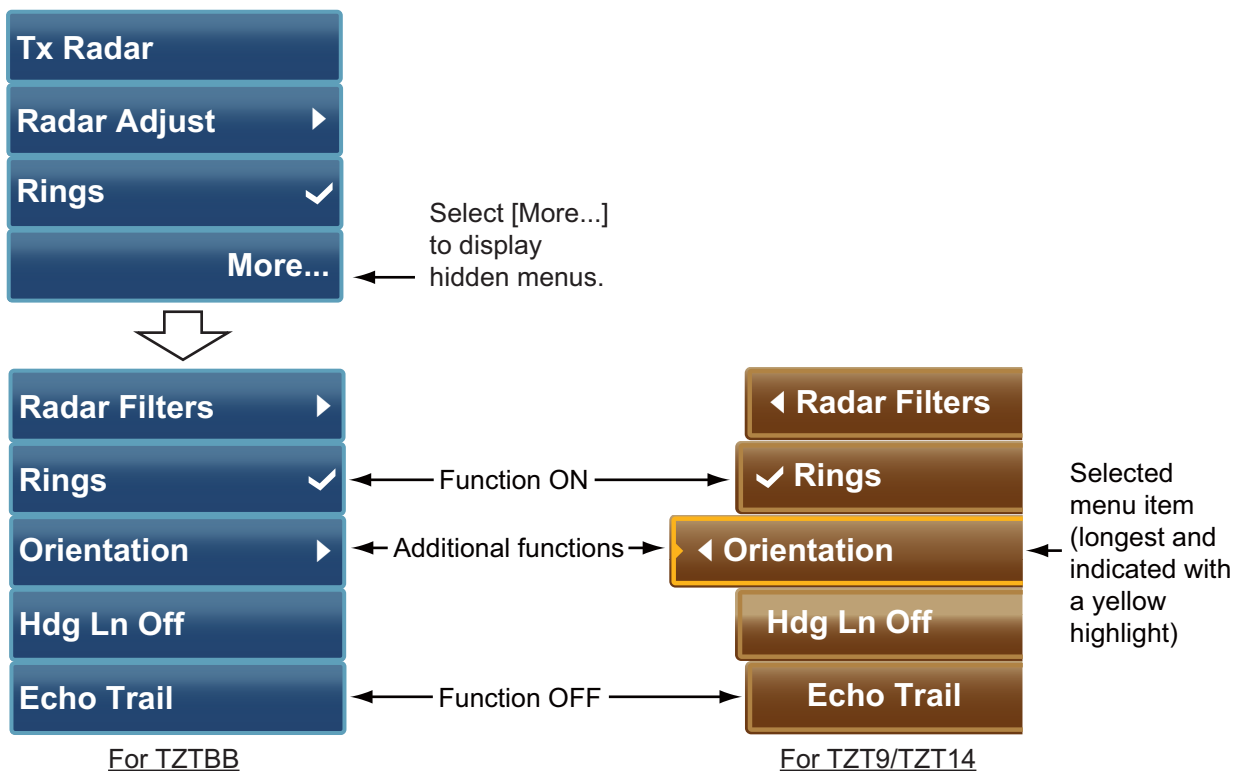 Tx Radar
Radar Adjust
Rings
More...
Select [More...]
to display
hidden menus.
Radar Filters
Rings
Orientation
Hdg Ln Off
Echo Trail
For TZTBB
Function ON
Additional functions
Function OFF
Radar Filters
Rings
Orientation
Hdg Ln Off
Echo Trail
For TZT9/TZT14
Selected
menu item
(longest and
indicated with
a yellow
highlight)